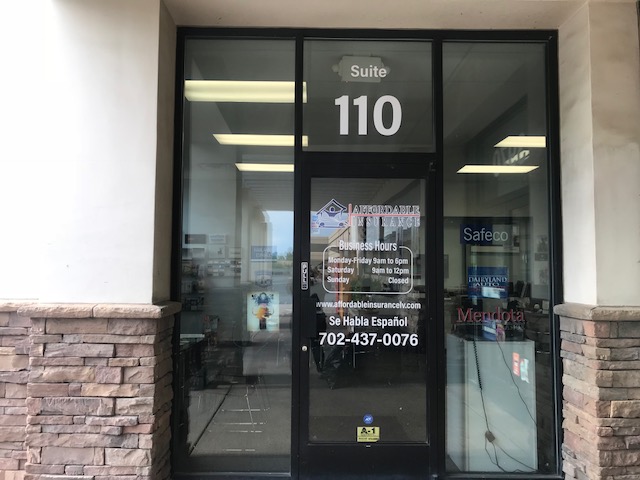 Suite
110
AFFORDABLE
INSURANCE
Business Hours
Monday-Friday 9am to 6pm
Saturday 9am to 12pm
Sunday Closed
www.affordableinsurancelv.com
Se Habla Español
702-437-0076
PULL
Safeco
DAIRYLAND
AUTO
Mendota
A-1